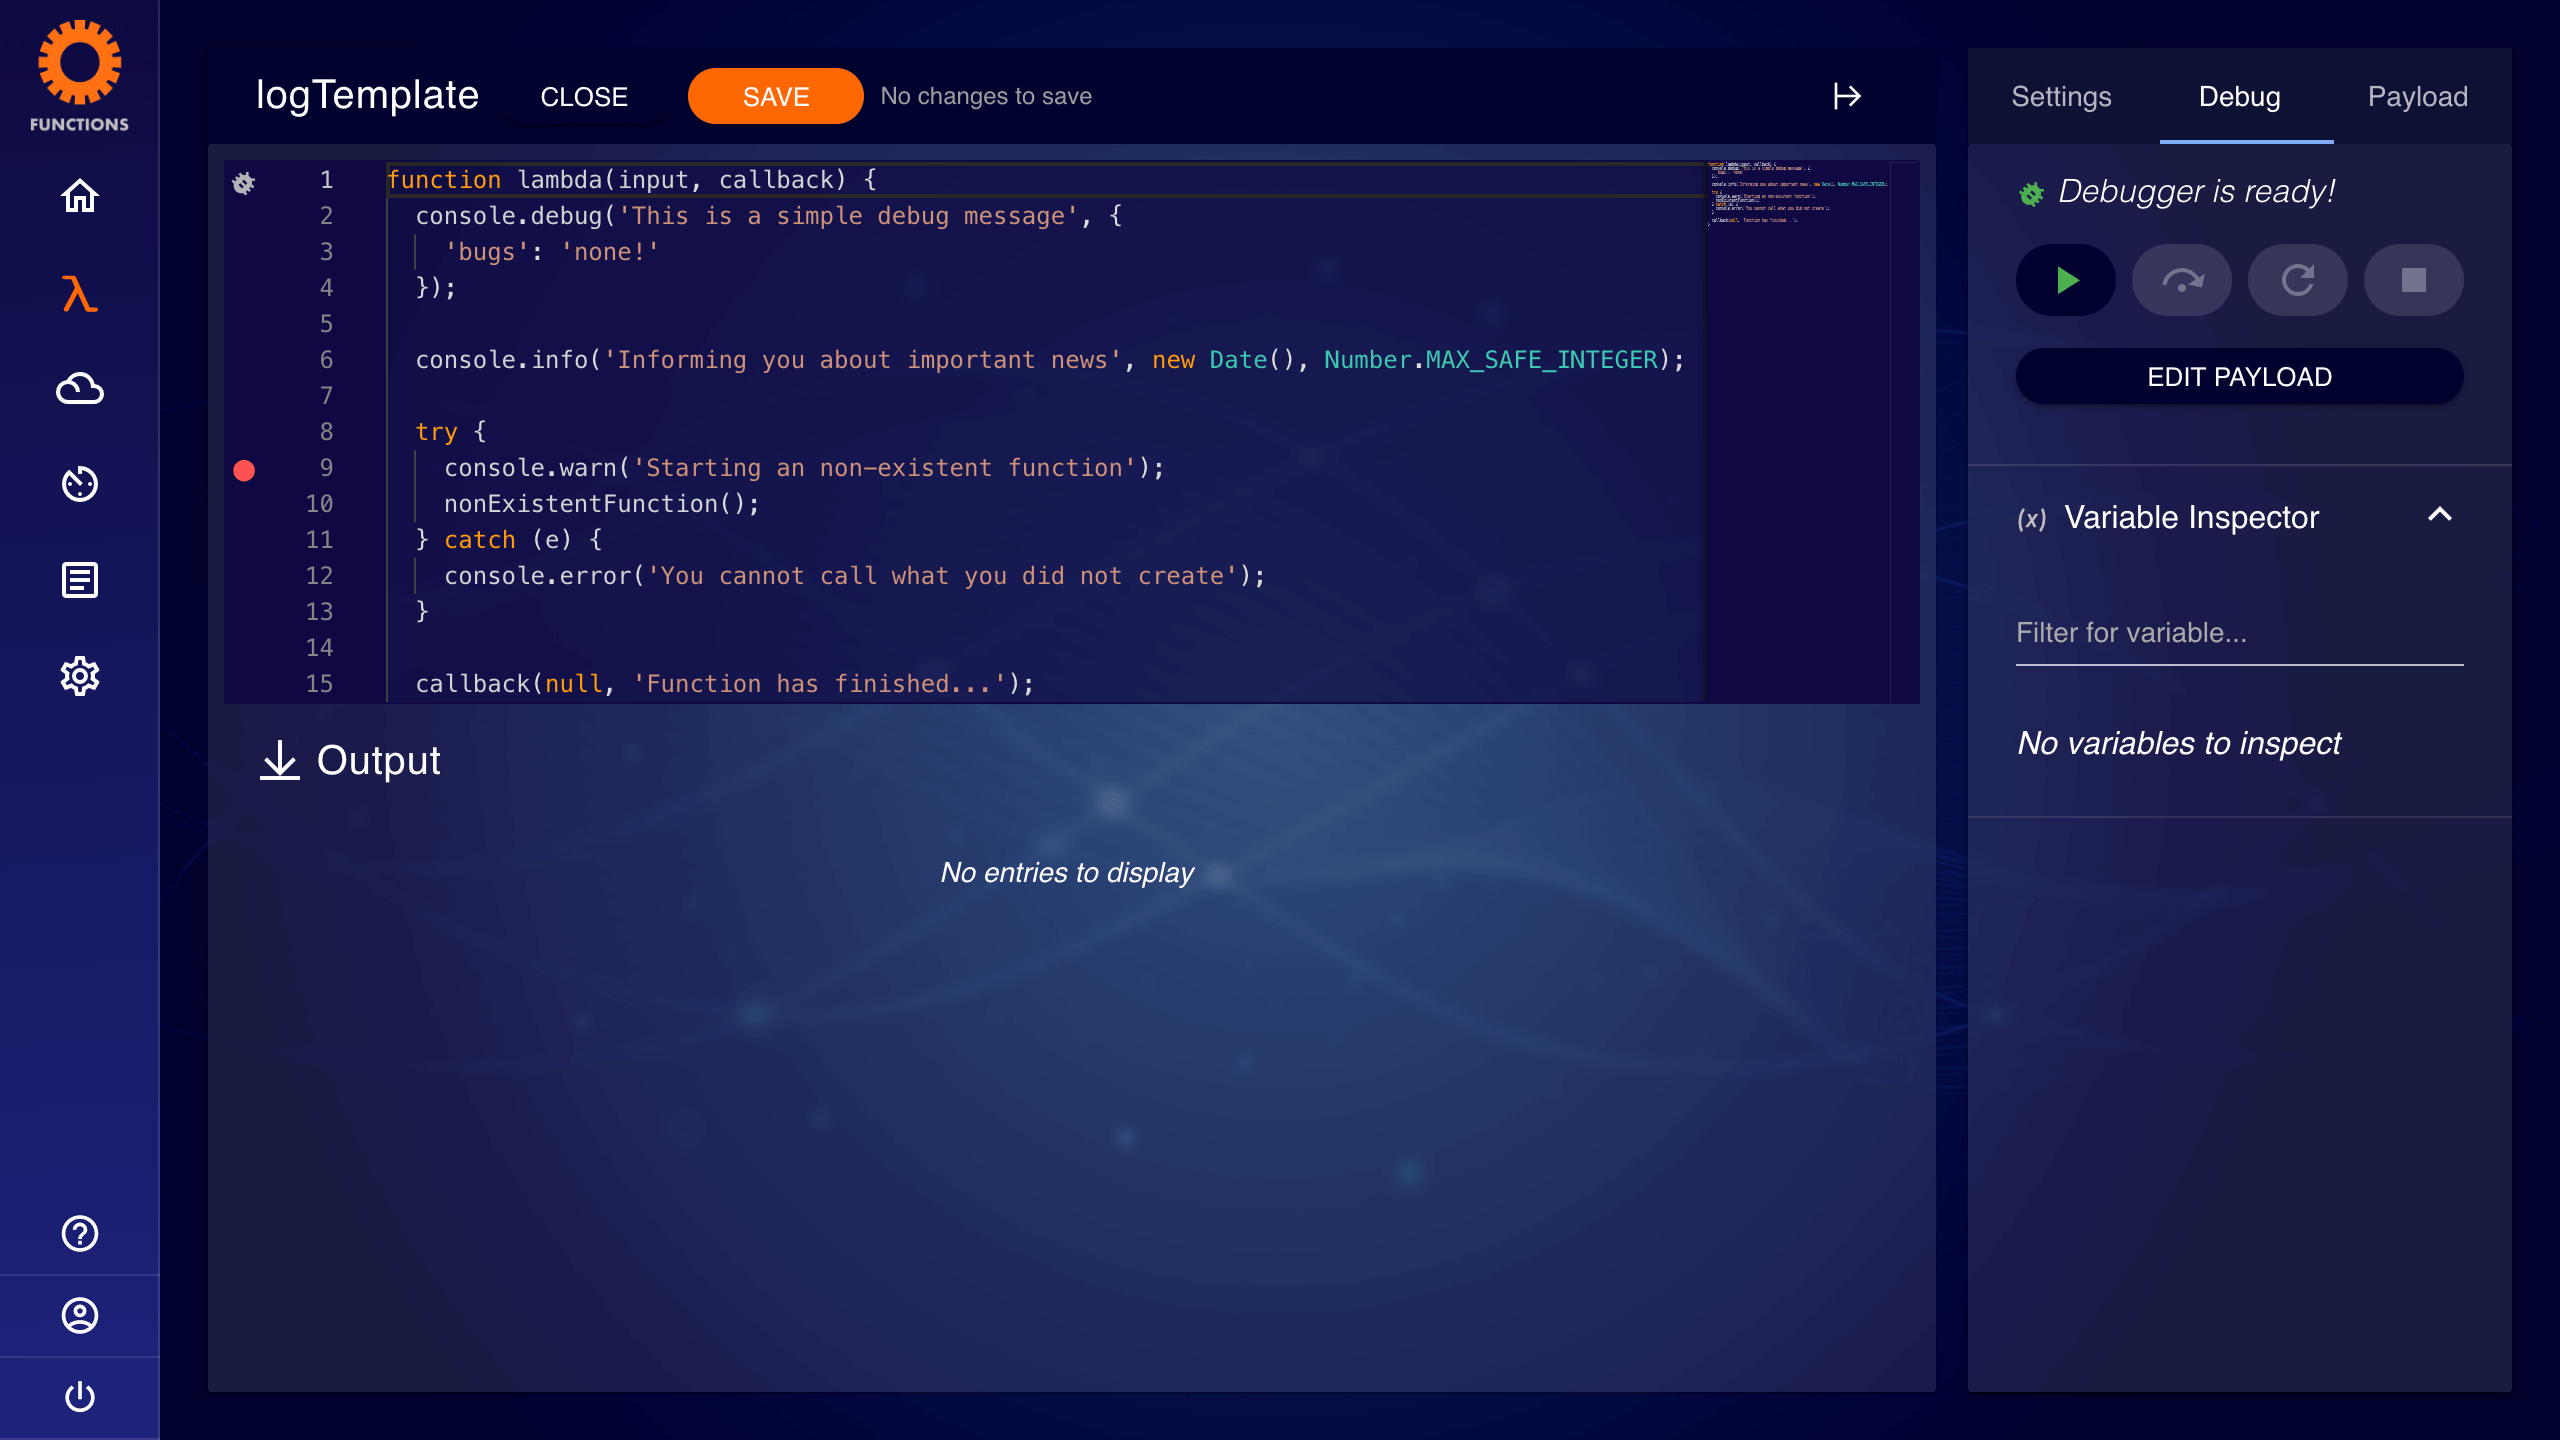 FUNCTIONS
logTemplate CLOSE SAVE No changes to save
1 function lambda(input, callback) {
2 console.debug('This is a simple debug message', {
3 'bugs': 'none!'
4 });
5
6 console.info('Informing you about important news', new Date(), Number.MAX_SAFE_INTEGER);
7
8 try {
9 console.warn('Starting an non-existent function');
10 nonExistentFunction();
11 } catch (e) {
12 console.error('You cannot call what you did not create');
13 }
14
15 callback(null, 'Function has finished...');
Output
No entries to display
Settings Debug Payload
Debugger is ready!
EDIT PAYLOAD
(x) Variable Inspector
Filter for variable...
No variables to inspect